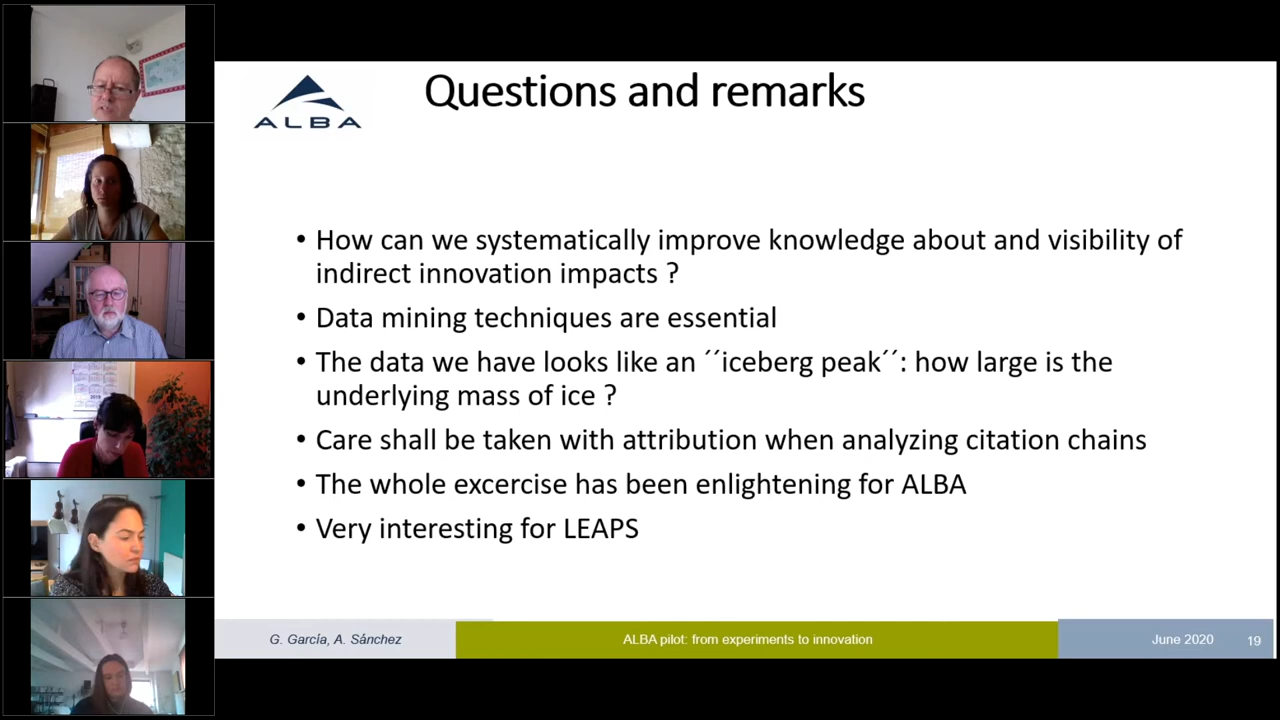 ALBA
Questions and remarks
• How can we systematically improve knowledge about and visibility of
indirect innovation impacts ?
• Data mining techniques are essential
• The data we have looks like an ´´iceberg peak´´: how large is the
underlying mass of ice ?
• Care shall be taken with attribution when analyzing citation chains
• The whole excercise has been enlightening for ALBA
• Very interesting for LEAPS
G. García, A. Sánchez
ALBA pilot: from experiments to innovation
June 2020
19